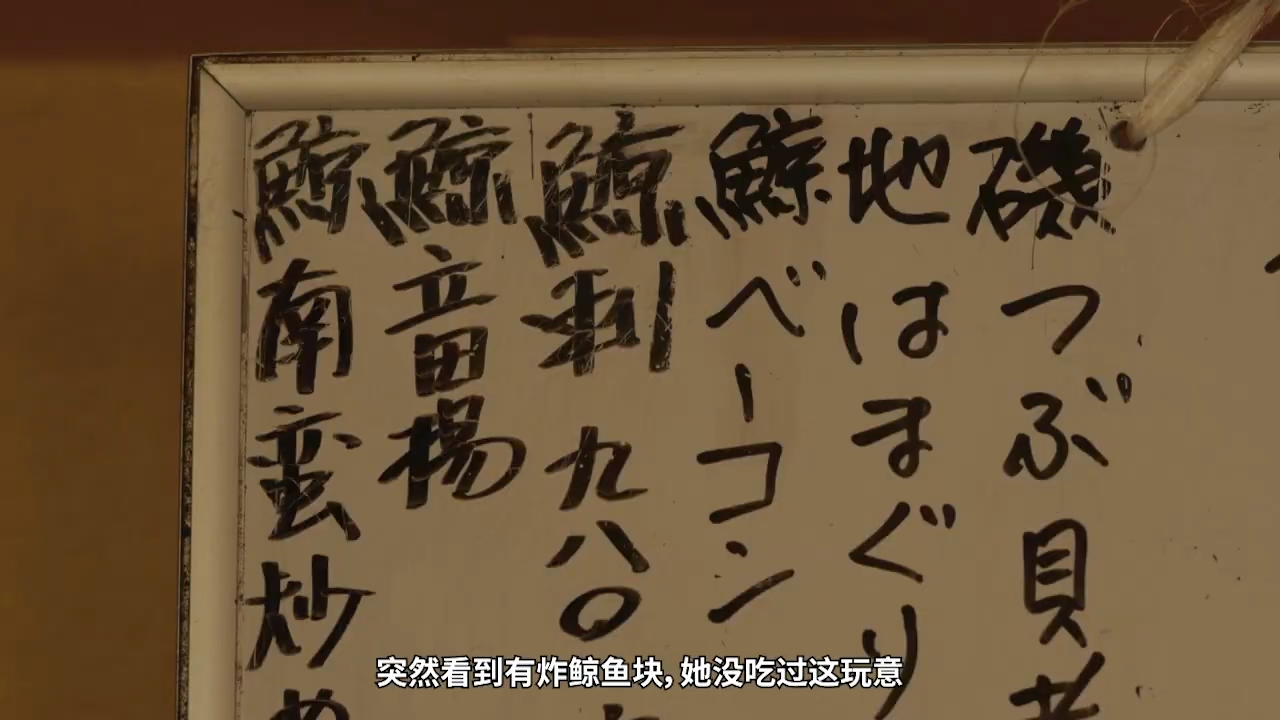 磯つぶ貝
地はまぐり
鯨ベーコン
鯨刺九八〇
鯨竜田揚
鯨南蛮炒め
突然看到有炸鲸鱼块, 她没吃过这玩意